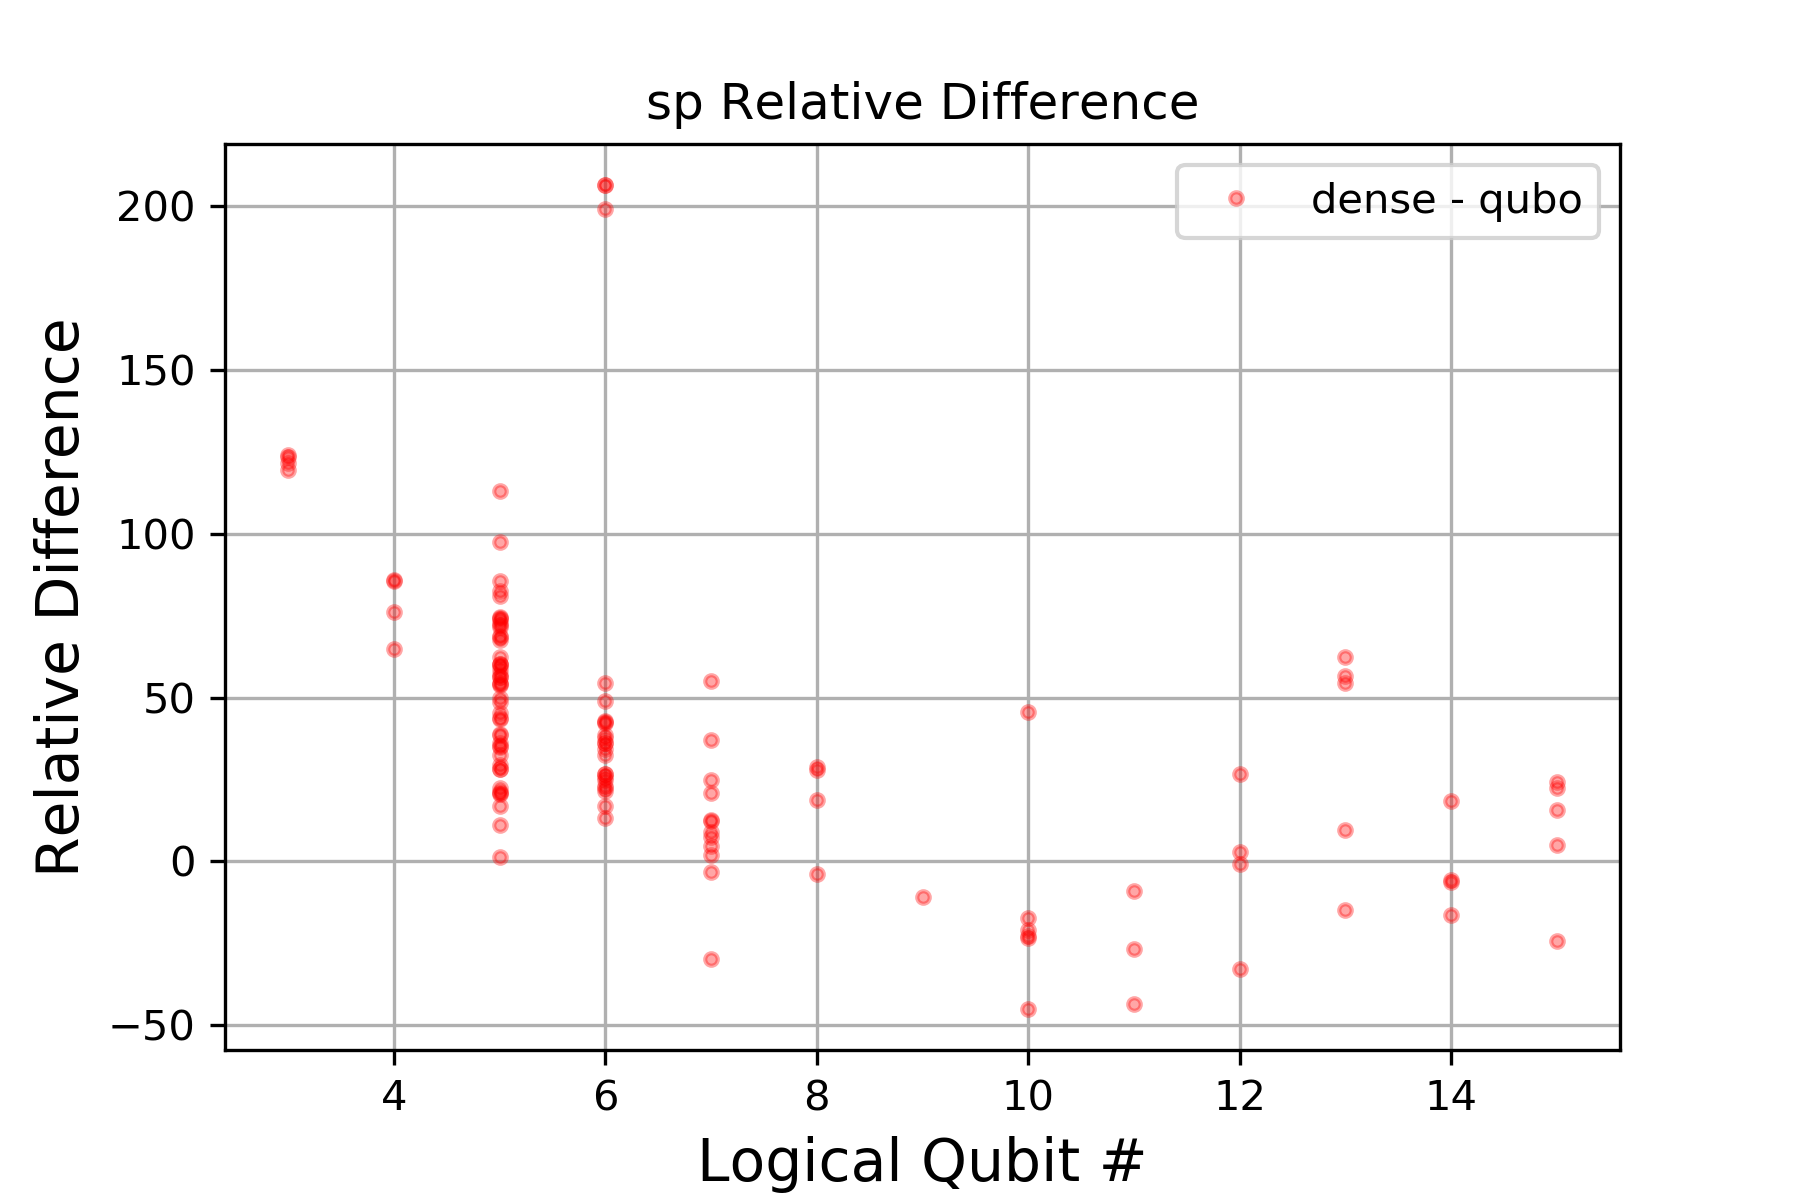 sp Relative Difference
dense - qubo
Relative Difference
200
150
100
50
0
−50
4 6 8 10 12 14
Logical Qubit #